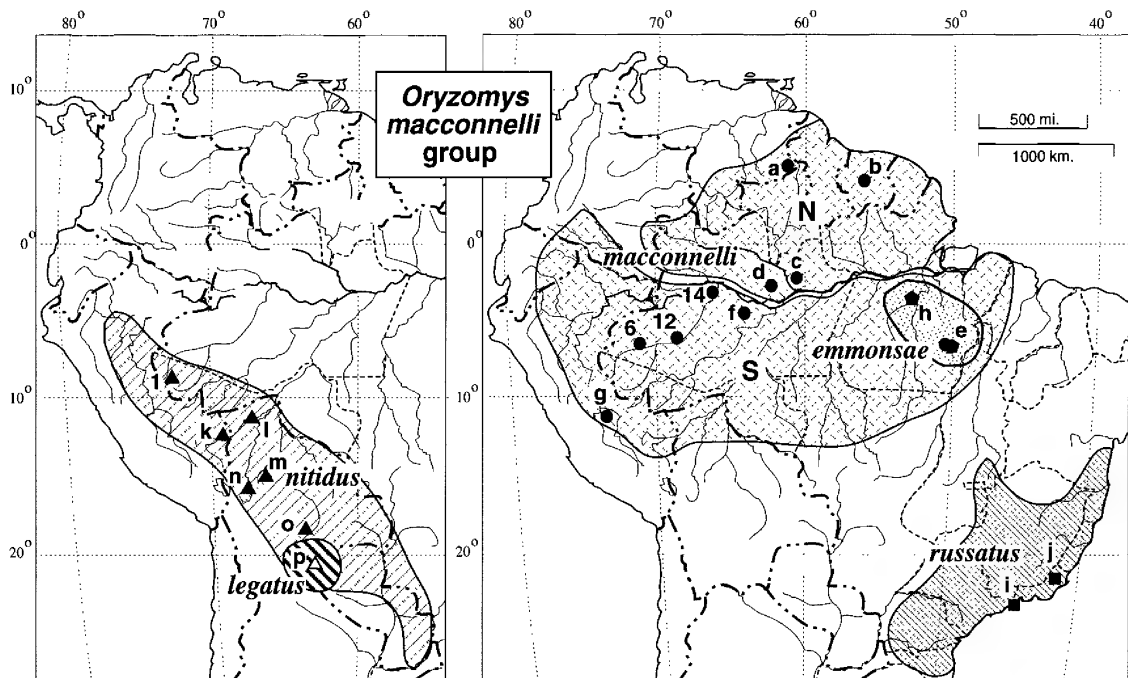 80° 70° 60°
80° 70° 60° 50° 40°
Oryzomys
macconnelli
group
10°
0°
10°
20°
1
k
l
m
n
nitidus
o
p
legatus
500 mi.
1000 km.
10°
0°
10°
20°
a
b
N
macconnelli
c
d
14
f
h
12
6
e
emmonsae
S
g
russatus
j
i